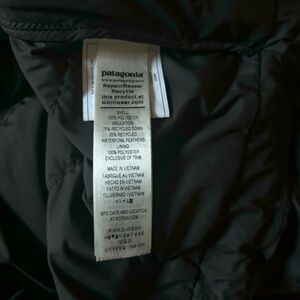 patagonia
Repair/Reuse/
Recycle
this product at
wornwear.com
SHELL:
100% POLYESTER
INSULATION:
75% RECYCLED DOWN
25% RECYCLED
WATERFOWL FEATHERS
LINING:
100% POLYESTER
EXCLUSIVE OF TRIM
MADE IN VIETNAM
FABRIQUÉ AU VIETNAM
HECHO EN VIETNAM
FATTO IN VIETNAM
TILLVERKAD I VIETNAM
ベトナム製
MFG DATE AND LOCATION
AT PCPSIA.COM